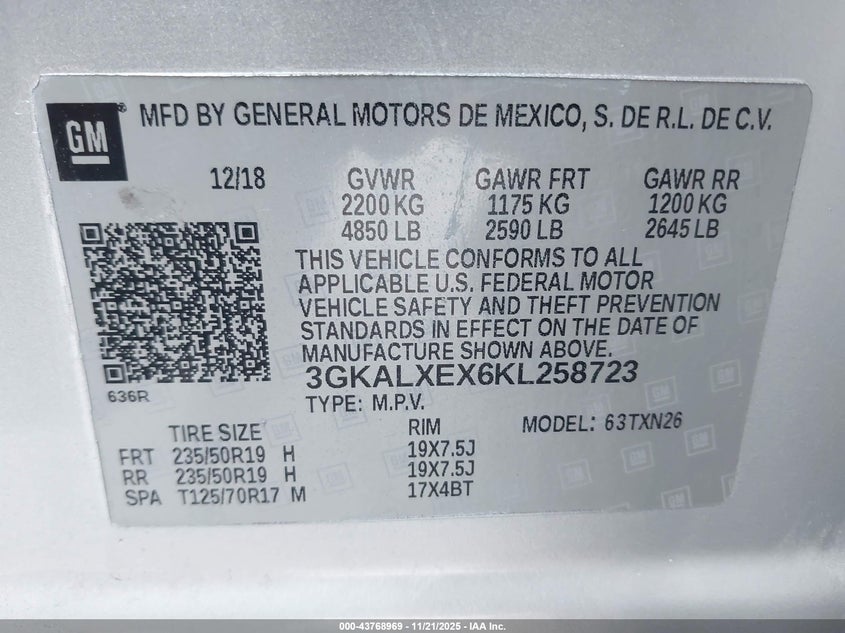 GM
MFD BY GENERAL MOTORS DE MEXICO, S. DE R.L. DE C.V.
12/18 GVWR GAWR FRT GAWR RR
2200 KG 1175 KG 1200 KG
4850 LB 2590 LB 2645 LB
THIS VEHICLE CONFORMS TO ALL
APPLICABLE U.S. FEDERAL MOTOR
VEHICLE SAFETY AND THEFT PREVENTION
STANDARDS IN EFFECT ON THE DATE OF
MANUFACTURE SHOWN ABOVE.
3GKALXEX6KL258723
636R
TYPE: M.P.V.
TIRE SIZE RIM MODEL: 63TXN26
FRT 235/50R19 H 19X7.5J
RR 235/50R19 H 19X7.5J
SPA T125/70R17 M 17X4BT
000-43768969 - 11/21/2025 - IAA Inc.